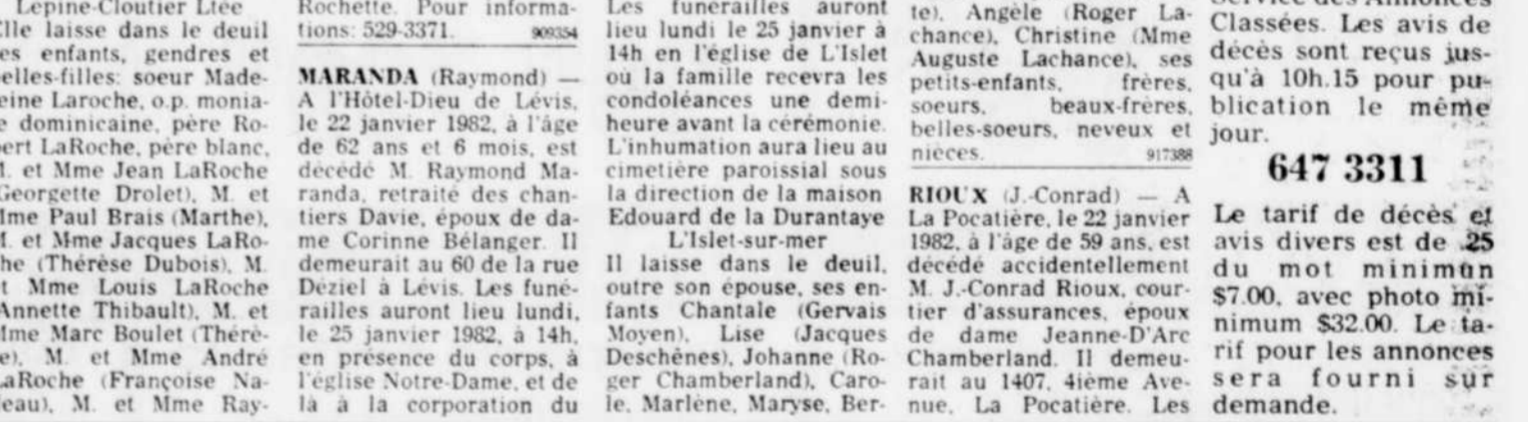 Lépine-Cloutier Ltée
Elle laisse dans le deuil
es enfants, gendres et
elles-filles: soeur Made-
eine Laroche, o.p. monia-
e dominicaine, père Ro-
ert LaRoche, père blanc,
M. et Mme Jean LaRoche
(Georgette Drolet), M. et
Mme Paul Brais (Marthe),
M. et Mme Jacques LaRo-
he (Thérèse Dubois), M.
t Mme Louis LaRoche
Annette Thibault), M. et
Mme Marc Boulet (Thérè-
e), M. et Mme André
aRoche (Françoise Na-
eau), M. et Mme Ray-
Rochette. Pour informa-
tions: 529-3371. 909354
MARANDA (Raymond) —
A l'Hôtel-Dieu de Lévis,
le 22 janvier 1982, à l'âge
de 62 ans et 6 mois, est
décédé M. Raymond Ma-
randa, retraité des chan-
tiers Davie, époux de da-
me Corinne Bélanger. Il
demeurait au 60 de la rue
Déziel à Lévis. Les funé-
railles auront lieu lundi,
le 25 janvier 1982, à 14h,
en présence du corps, à
l'église Notre-Dame, et de
là à la corporation du
Les funérailles auront
lieu lundi le 25 janvier à
14h en l'église de L'Islet
où la famille recevra les
condoléances une demi-
heure avant la cérémonie.
L'inhumation aura lieu au
cimetière paroissial sous
la direction de la maison
Edouard de la Durantaye
L'Islet-sur-mer
Il laisse dans le deuil,
outre son épouse, ses en-
fants Chantale (Gervais
Moyen), Lise (Jacques
Deschênes), Johanne (Ro-
ger Chamberland), Caro-
le, Marlène, Maryse, Ber-
te), Angèle (Roger La-
chance), Christine (Mme
Auguste Lachance), ses
petits-enfants, frères,
soeurs, beaux-frères,
belles-soeurs, neveux et
nièces. 917388
RIOUX (J.-Conrad) — A
La Pocatière, le 22 janvier
1982, à l'âge de 59 ans, est
décédé accidentellement
M. J.-Conrad Rioux, cour-
tier d'assurances, époux
de dame Jeanne-D'Arc
Chamberland. Il demeu-
rait au 1407, 4ième Ave-
nue, La Pocatière. Les
Service des Annonces
Classées. Les avis de
décès sont reçus jus-
qu'à 10h.15 pour pu-
blication le même
jour.
647 3311
Le tarif de décès et
avis divers est de .25
du mot minimun
$7.00, avec photo mi-
nimum $32.00. Le ta-
rif pour les annonces
sera fourni sur
demande.